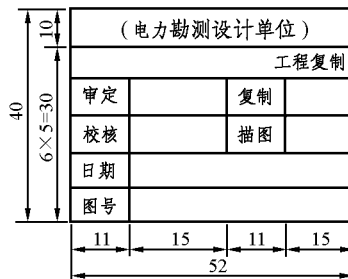 (电力勘测设计单位)
工程复制
审定 复制
校核 描图
日期
图号
10
40
6×5=30
11 15 11 15
52